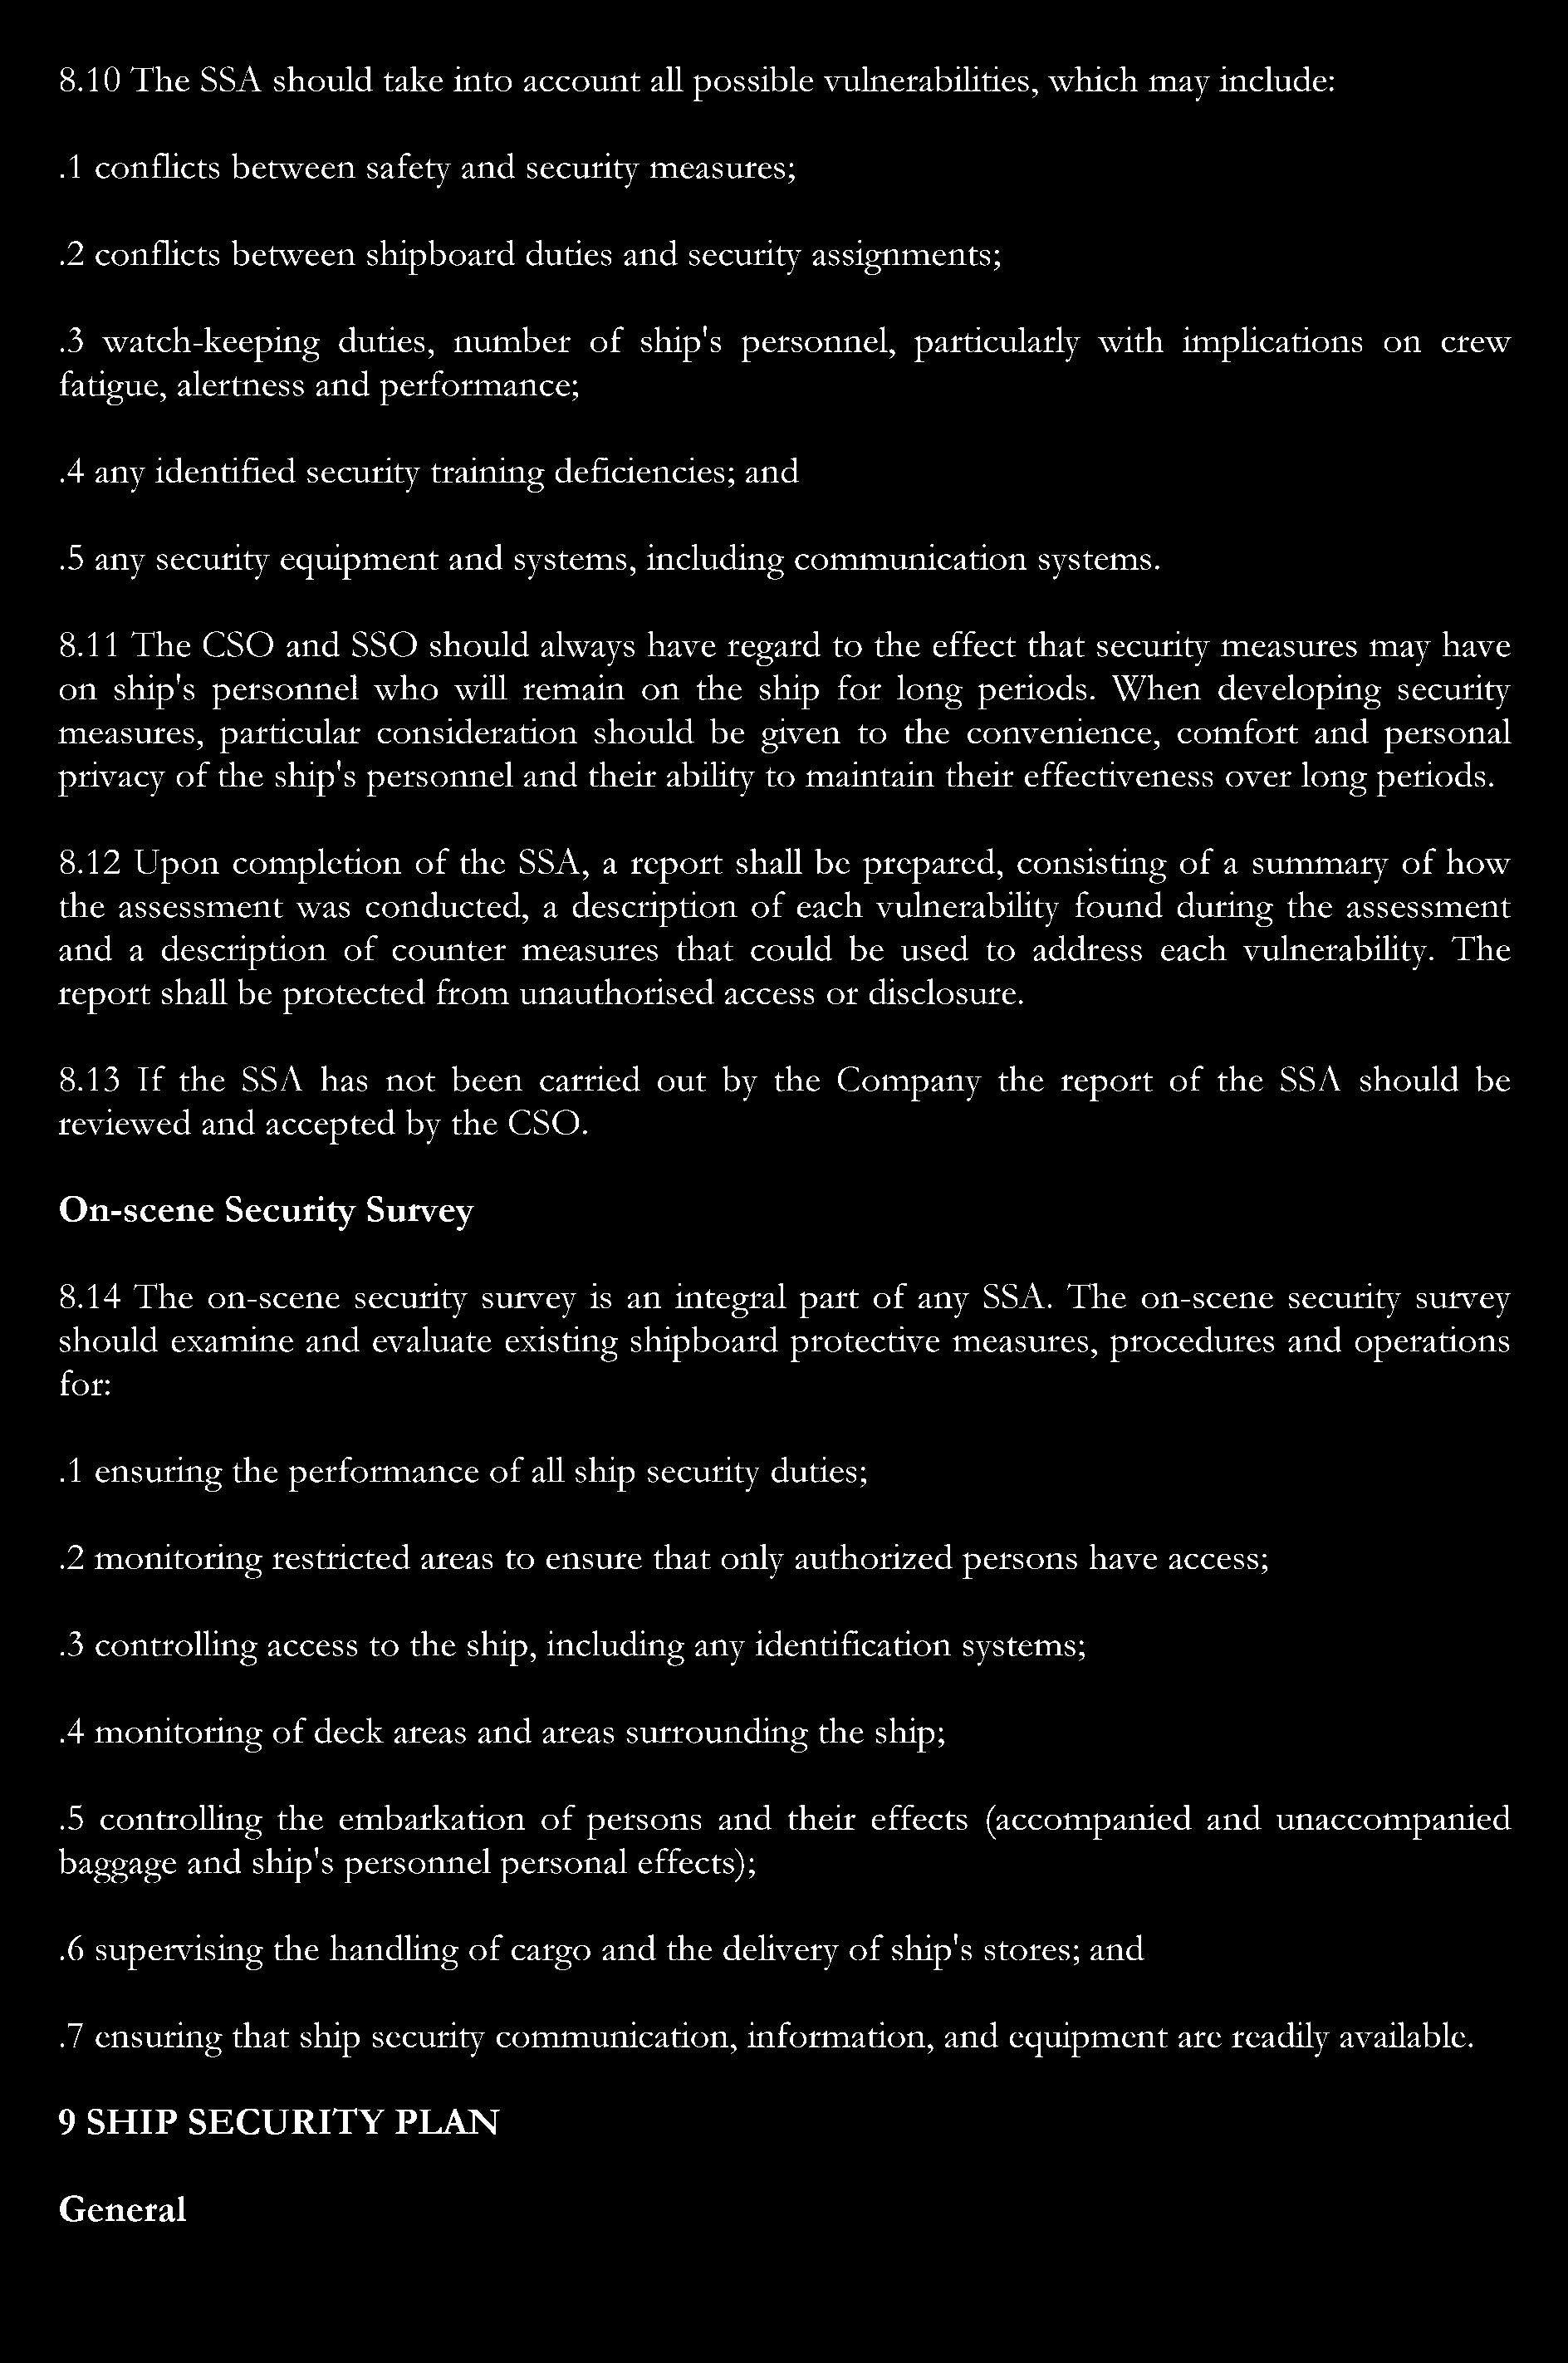 8.10 The SSA should take into account all possible vulnerabilities, which may include:
.1 conflicts between safety and security measures;
.2 conflicts between shipboard duties and security assignments;
.3 watch-keeping duties, number of ship's personnel, particularly with implications on crew
fatigue, alertness and performance;
.4 any identified security training deficiencies; and
.5 any security equipment and systems, including communication systems.
8.11 The CSO and SSO should always have regard to the effect that security measures may have
on ship's personnel who will remain on the ship for long periods. When developing security
measures, particular consideration should be given to the convenience, comfort and personal
privacy of the ship's personnel and their ability to maintain their effectiveness over long periods.
8.12 Upon completion of the SSA, a report shall be prepared, consisting of a summary of how
the assessment was conducted, a description of each vulnerability found during the assessment
and a description of counter measures that could be used to address each vulnerability. The
report shall be protected from unauthorised access or disclosure.
8.13 If the SSA has not been carried out by the Company the report of the SSA should be
reviewed and accepted by the CSO.
On-scene Security Survey
8.14 The on-scene security survey is an integral part of any SSA. The on-scene security survey
should examine and evaluate existing shipboard protective measures, procedures and operations
for:
.1 ensuring the performance of all ship security duties;
.2 monitoring restricted areas to ensure that only authorized persons have access;
.3 controlling access to the ship, including any identification systems;
.4 monitoring of deck areas and areas surrounding the ship;
.5 controlling the embarkation of persons and their effects (accompanied and unaccompanied
baggage and ship's personnel personal effects);
.6 supervising the handling of cargo and the delivery of ship's stores; and
.7 ensuring that ship security communication, information, and equipment are readily available.
9 SHIP SECURITY PLAN
General